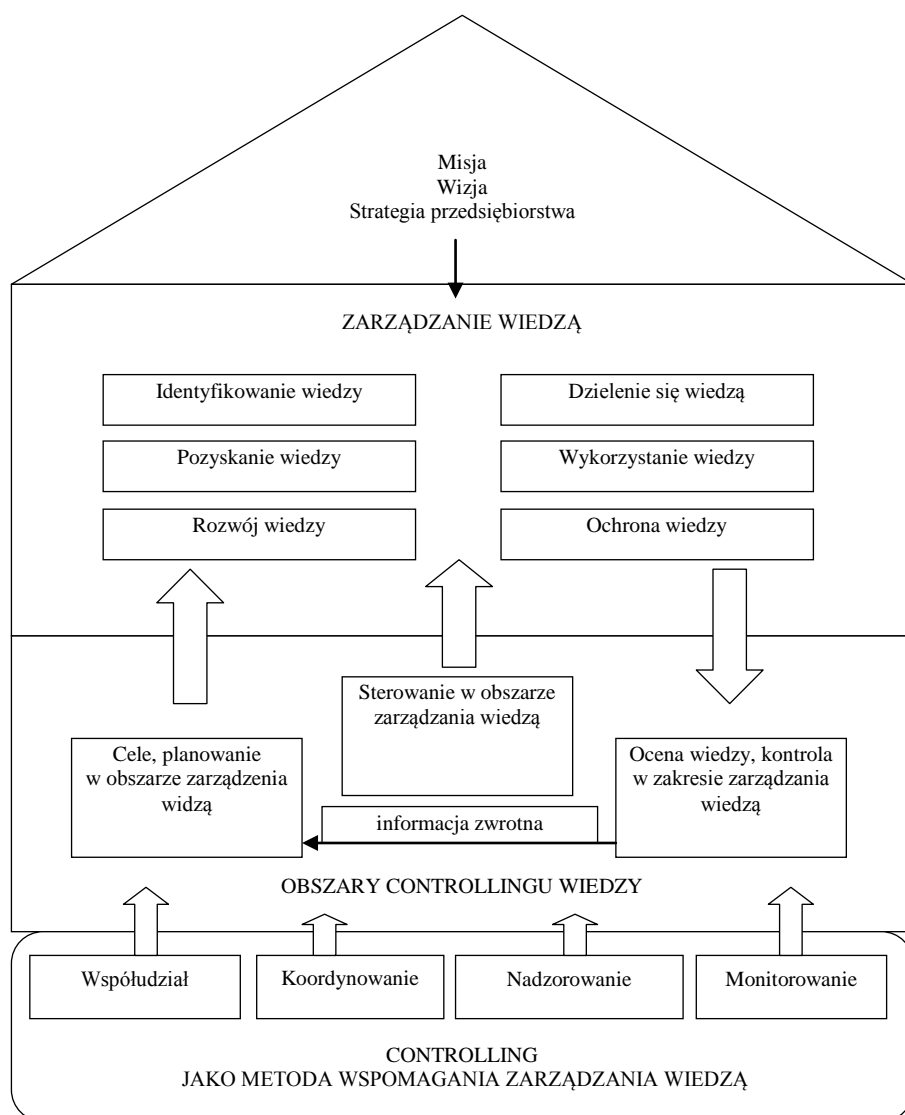 Misja
Wizja
Strategia przedsiębiorstwa
ZARZĄDZANIE WIEDZĄ
Identyfikowanie wiedzy
Dzielenie się wiedzą
Pozyskanie wiedzy
Wykorzystanie wiedzy
Rozwój wiedzy
Ochrona wiedzy
Sterowanie w obszarze
zarządzania wiedzą
Cele, planowanie
w obszarze zarządzenia
widzą
Ocena wiedzy, kontrola
w zakresie zarządzania
wiedzą
informacja zwrotna
OBSZARY CONTROLLINGU WIEDZY
Współudział
Koordynowanie
Nadzorowanie
Monitorowanie
CONTROLLING
JAKO METODA WSPOMAGANIA ZARZĄDZANIA WIEDZĄ